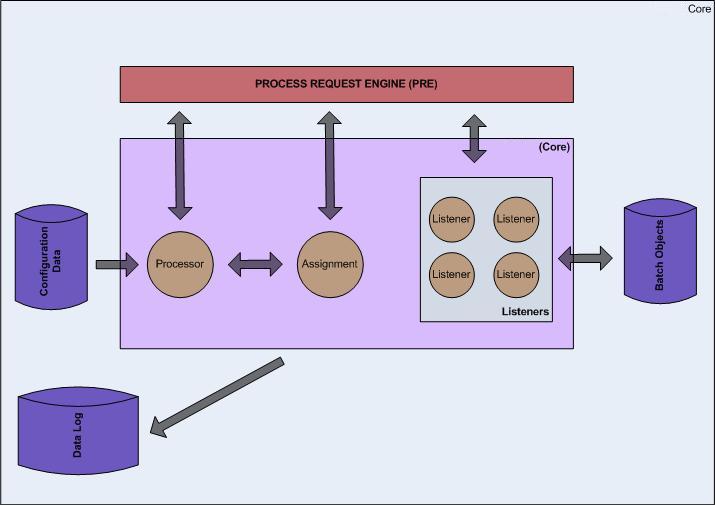 Core
PROCESS REQUEST ENGINE (PRE)
(Core)
Configuration
Data
Processor
Assignment
Listener
Listener
Listener
Listener
Listeners
Batch Objects
Data Log